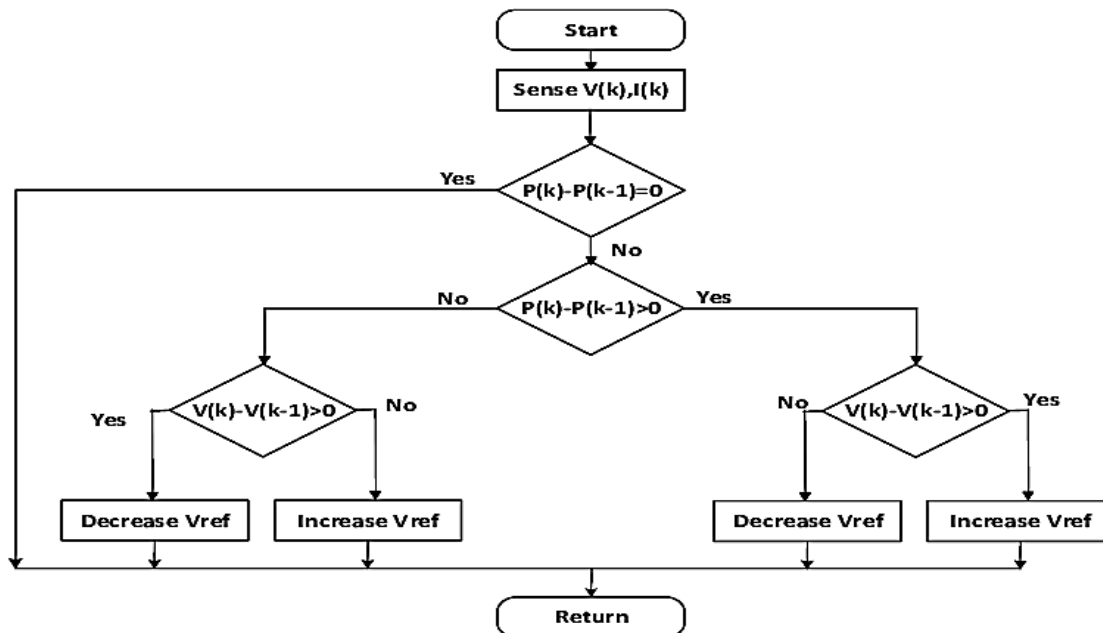 Start
Sense V(k),I(k)
Yes
P(k)-P(k-1)=0
No
No
P(k)-P(k-1)>0
Yes
Yes
V(k)-V(k-1)>0
No
No
V(k)-V(k-1)>0
Yes
Decrease Vref
Increase Vref
Decrease Vref
Increase Vref
Return